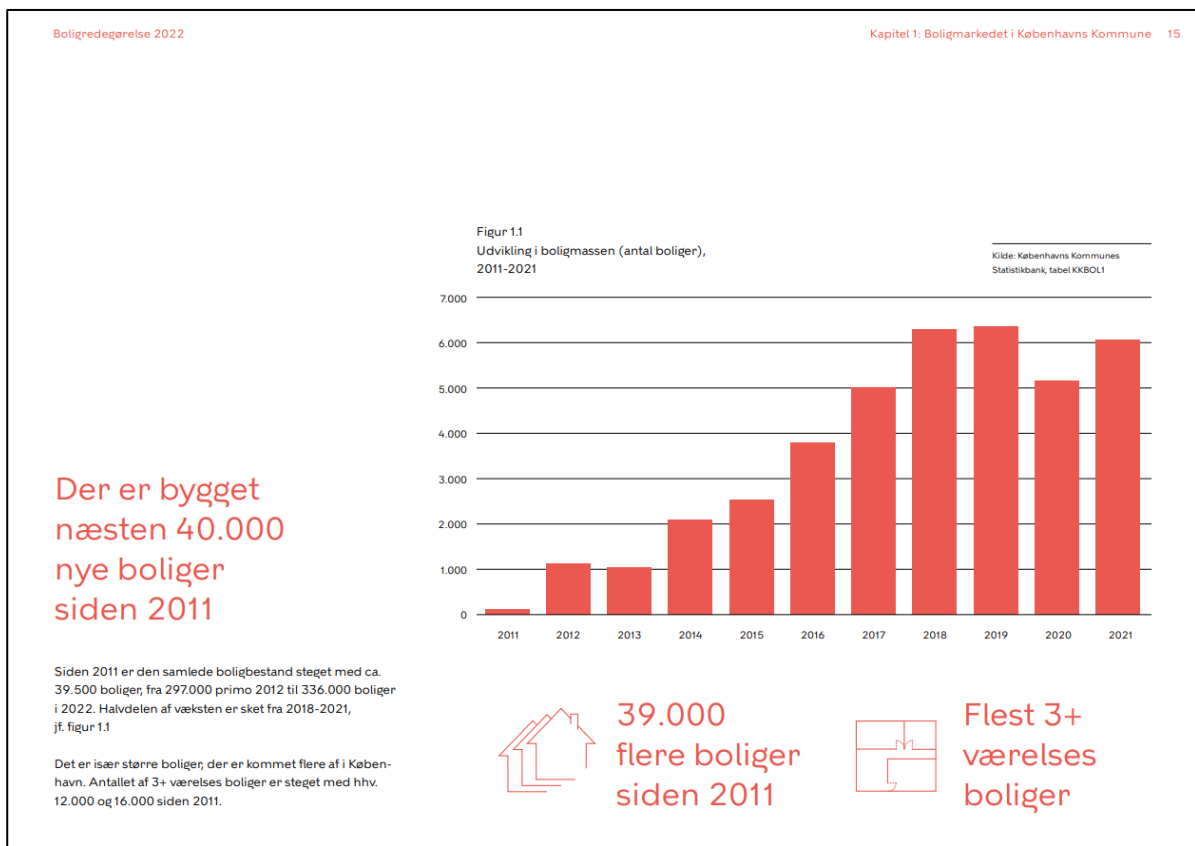 Boligredegørelse 2022
Kapitel 1: Boligmarkedet i Københavns Kommune 15
Figur 1.1
Udvikling i boligmassen (antal boliger),
2011-2021
Kilde: Københavns Kommunes
Statistikbank, tabel KKBOL1
7.000
6.000
5.000
4.000
3.000
2.000
1.000
0
2011 2012 2013 2014 2015 2016 2017 2018 2019 2020 2021
Der er bygget
næsten 40.000
nye boliger
siden 2011
Siden 2011 er den samlede boligbestand steget med ca.
39.500 boliger, fra 297.000 primo 2012 til 336.000 boliger
i 2022. Halvdelen af væksten er sket fra 2018-2021,
jf. figur 1.1
Det er især større boliger, der er kommet flere af i Køben-
havn. Antallet af 3+ værelses boliger er steget med hhv.
12.000 og 16.000 siden 2011.
39.000
flere boliger
siden 2011
Flest 3+
værelses
boliger